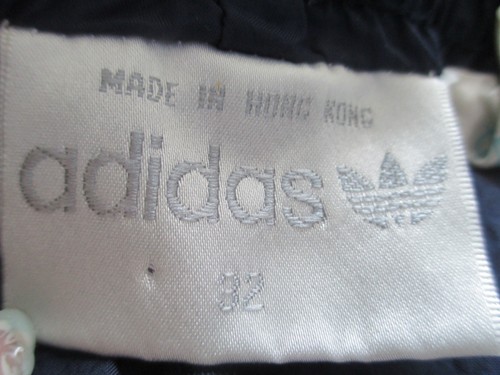 MADE IN HONG KONG
adidas
32